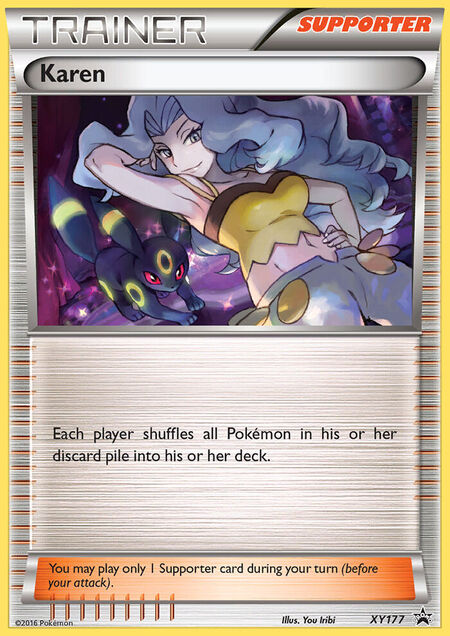 TRAINER
SUPPORTER
Karen
Each player shuffles all Pokémon in his or her
discard pile into his or her deck.
You may play only 1 Supporter card during your turn (before
your attack).
©2016 Pokémon
Illus. You Iribi
XY177